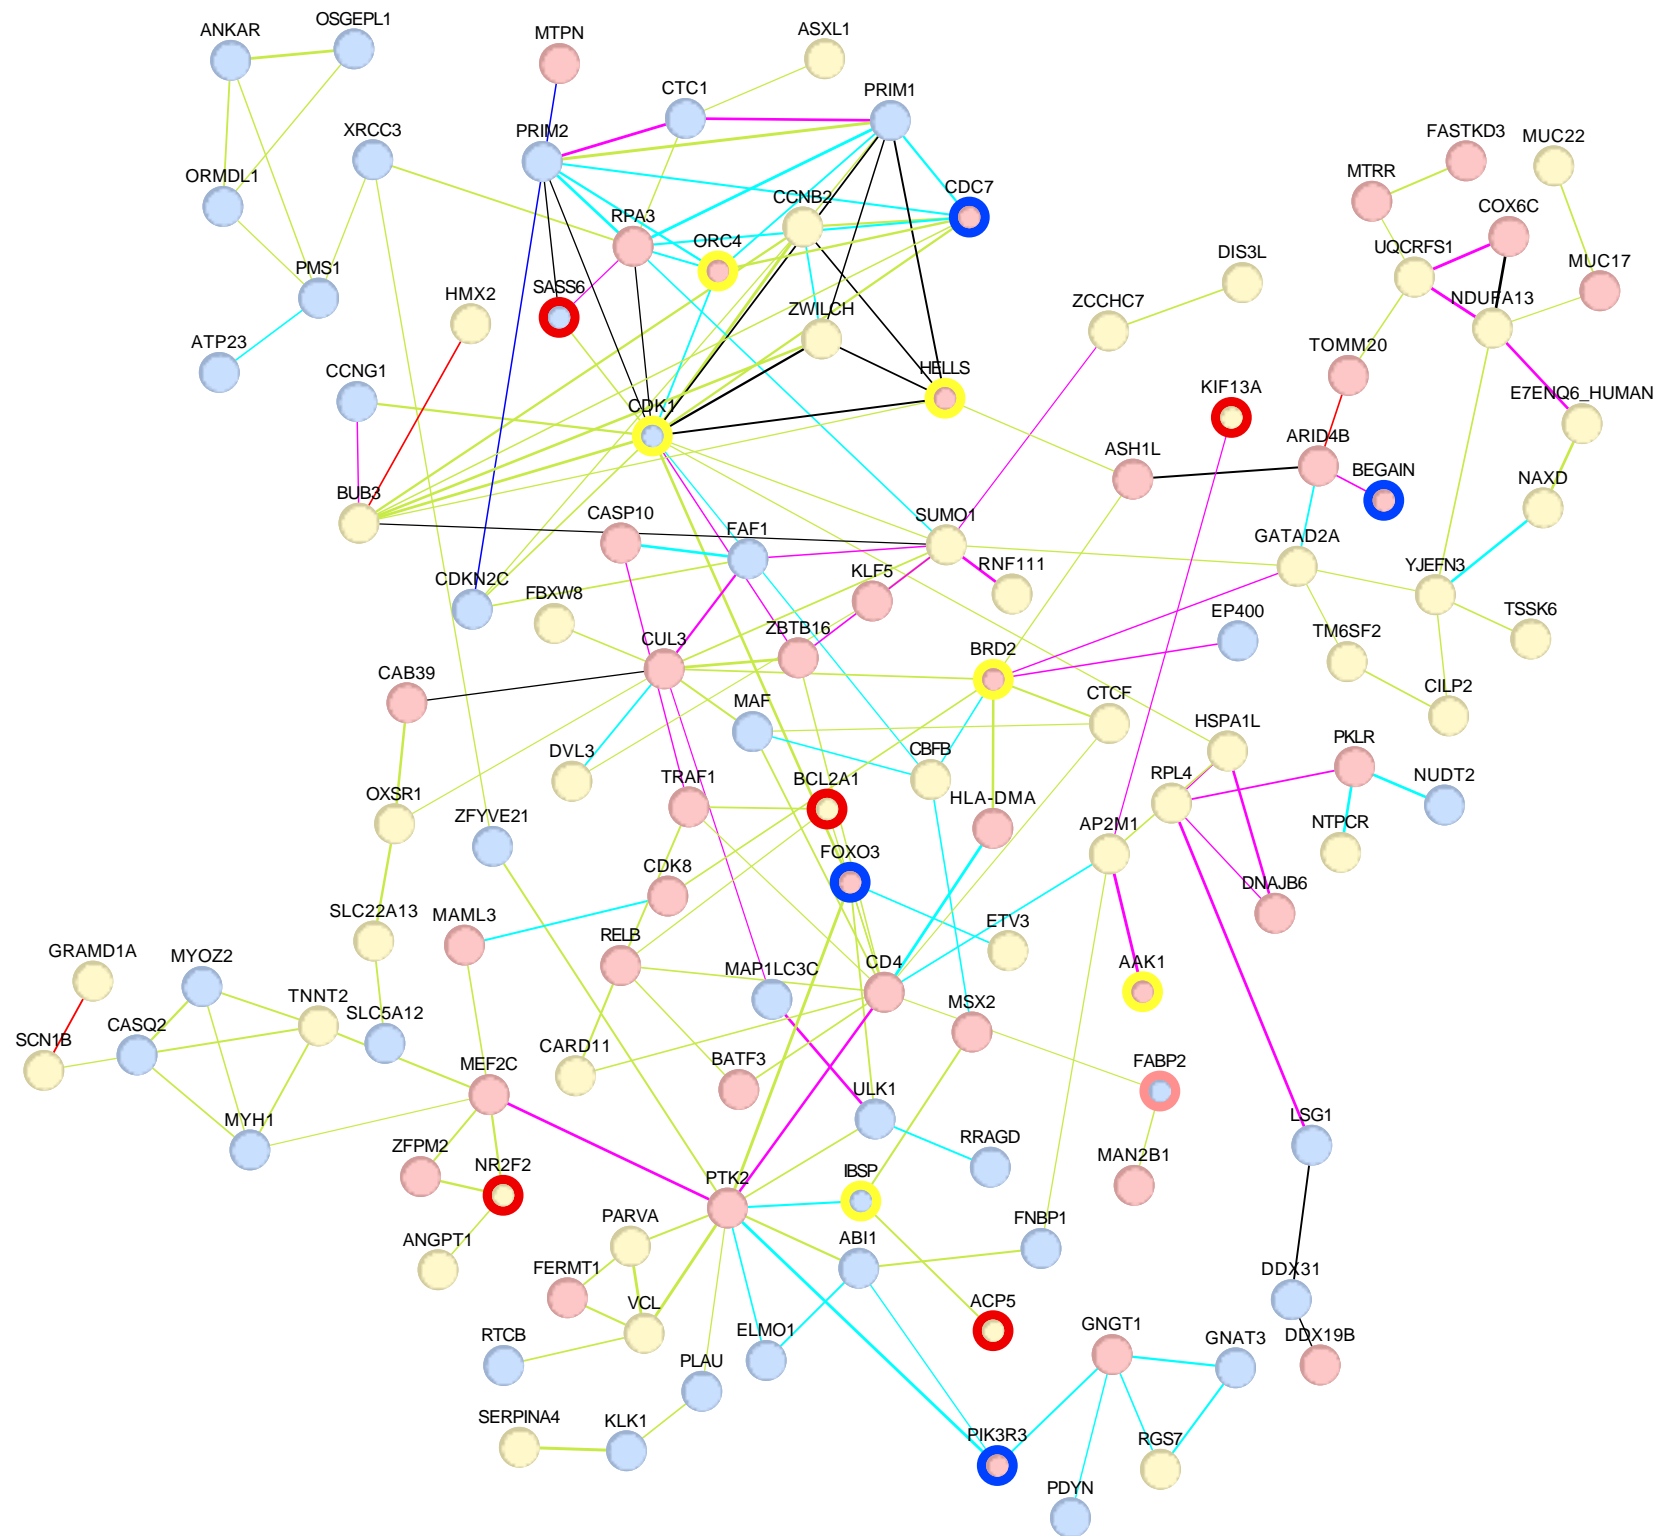 OSGEPL1
ANKAR
MTPN
ASXL1
CTC1
PRIM1
XRCC3
PRIM2
FASTKD3
MUC22
MTRR
ORMDL1
RPA3
CCNB2
CDC7
COX6C
ORC4
UQCRFS1
PMS1
SASS6
HMX2
ZWILCH
DIS3L
ZCCHC7
MUC17
NDUFA13
ATP23
CCNG1
CDK1
HELLS
TOMM20
KIF13A
E7ENQ6_HUMAN
ARID4B
ASH1L
BEGAIN
NAXD
BUB3
CASP10
FAF1
SUMO1
GATAD2A
YJEFN3
RNF111
CDKN2C
FBXW8
KLF5
EP400
TSSK6
CUL3
ZBTB16
BRD2
TM6SF2
CAB39
MAF
CTCF
CILP2
DVL3
CBFB
HSPA1L
PKLR
TRAF1
BCL2A1
HLA-DMA
RPL4
NUDT2
OXSR1
ZFYVE21
AP2M1
NTPCR
FOXO3
CDK8
DNAJB6
SLC22A13
MAML3
ETV3
GRAMD1A
MYOZ2
RELB
MAP1LC3C
CD4
AAK1
TNNT2
SLC5A12
MSX2
SCN1B
CASQ2
CARD11
BATF3
FABP2
MEF2C
ULK1
MYH1
LSG1
ZFPM2
NR2F2
RRAGD
MAN2B1
PTK2
IBSP
PARVA
ANGPT1
ABI1
FNBP1
FERMT1
DDX31
VCL
ACP5
RTCB
ELMO1
GNGT1
GNAT3
DDX19B
PLAU
SERPINA4
KLK1
PIK3R3
RGS7
PDYN